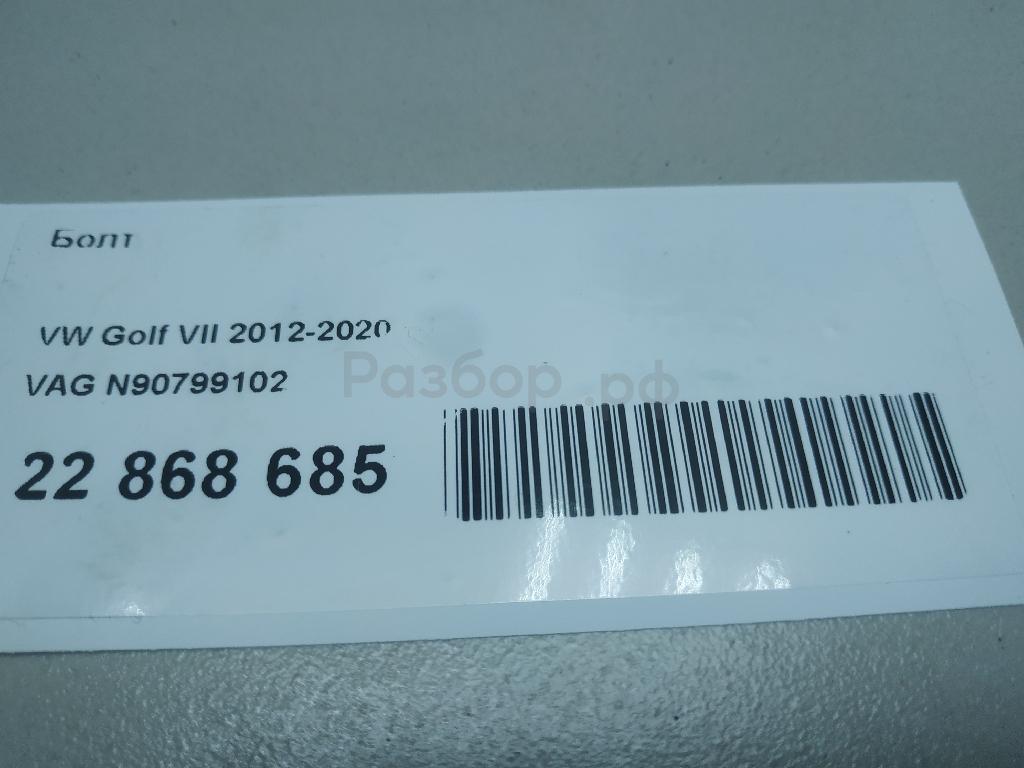 Болт
VW Golf VII 2012-2020
Разбор.рф
VAG N90799102
22 868 685